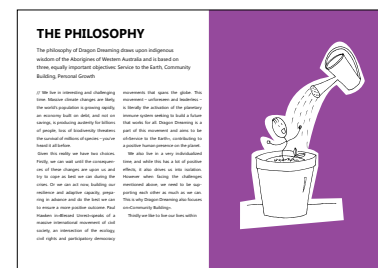 THE PHILOSOPHY
The philosophy of Dragon Dreaming draws upon indigenous
wisdom of the Aborigines of Western Australia and is based on
three, equally important objectives: Service to the Earth, Community
Building, Personal Growth
// We live in interesting and challenging
time: Massive climate changes are likely,
the world's population is growing rapidly,
an economy built on debt, and not on
savings, is producing austerity for billions
of people, loss of biodiversity threatens
the survival of millions of species – you've
heard it all before.
Given this reality we have two choices.
Firstly, we can wait until the consequen-
ces of these changes are upon us and
try to cope as best we can during the
crises. Or we can act now, building our
resilience and adaptive capacity, prepa-
ring in advance and do the best we can
to ensure a more positive outcome. Paul
Hawken in»Blessed Unrest«speaks of a
massive international movement of civil
society, an intersection of the ecology,
civil rights and participatory democracy
movements that spans the globe. This
movement – unforeseen and leaderless –
is literally the activation of the planetary
immune system seeking to build a future
that works for all. Dragon Dreaming is a
part of this movement and aims to be
of»Service to the Earth«, contributing to
a positive human presence on the planet.
We also live in a very individualised
time, and while this has a lot of positive
effects, it also drives us into isolation.
However when facing the challenges
mentioned above, we need to be sup-
porting each other as much as we can.
This is why Dragon Dreaming also focuses
on»Community Building«.
Thirdly we like to live our lives within